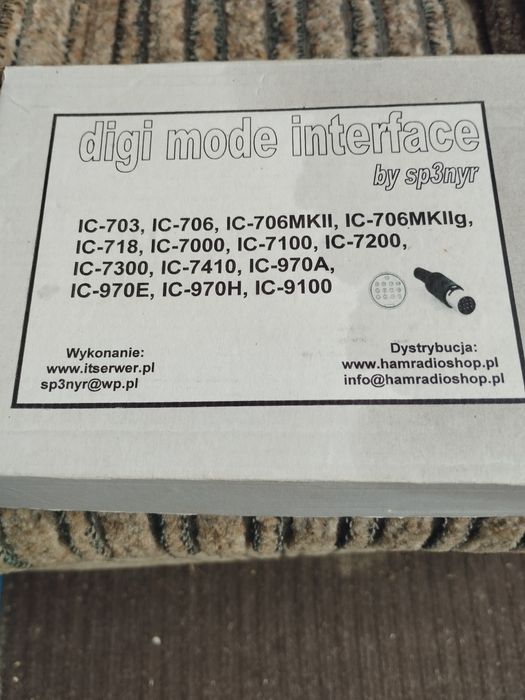 digi mode interface
by sp3nyr
IC-703, IC-706, IC-706MKII, IC-706MKIIg,
IC-718, IC-7000, IC-7100, IC-7200,
IC-7300, IC-7410, IC-970A,
IC-970E, IC-970H, IC-9100
Wykonanie:
www.itserwer.pl
sp3nyr@wp.pl
Dystrybucja:
www.hamradioshop.pl
info@hamradioshop.pl